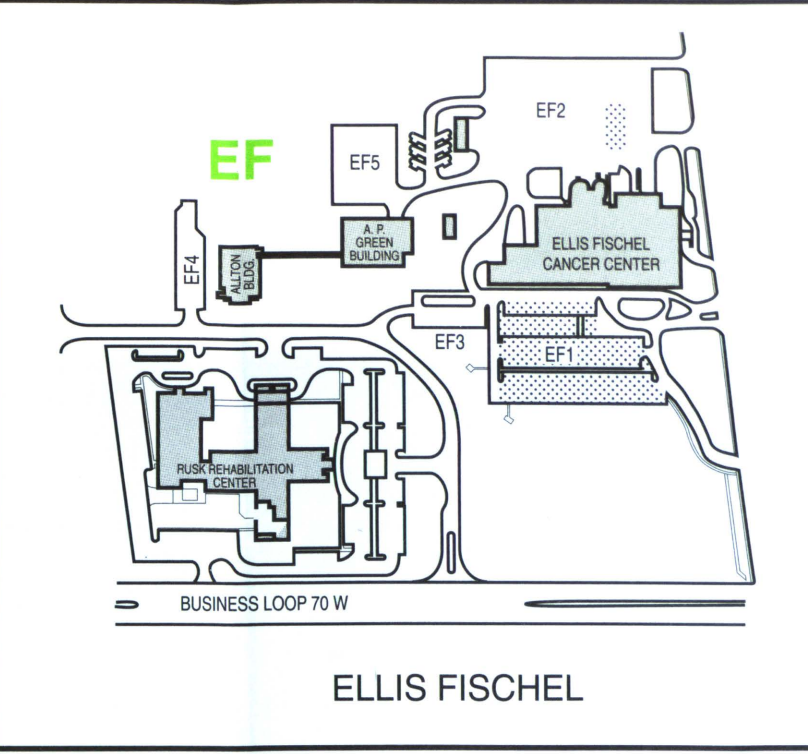 EF2
EF
EF5
A. P.
GREEN
BUILDING
ELLIS FISCHEL
CANCER CENTER
EF4
ALLTON
BLDG.
EF3
EF1
RUSK REHABILITATION
CENTER
BUSINESS LOOP 70 W
ELLIS FISCHEL